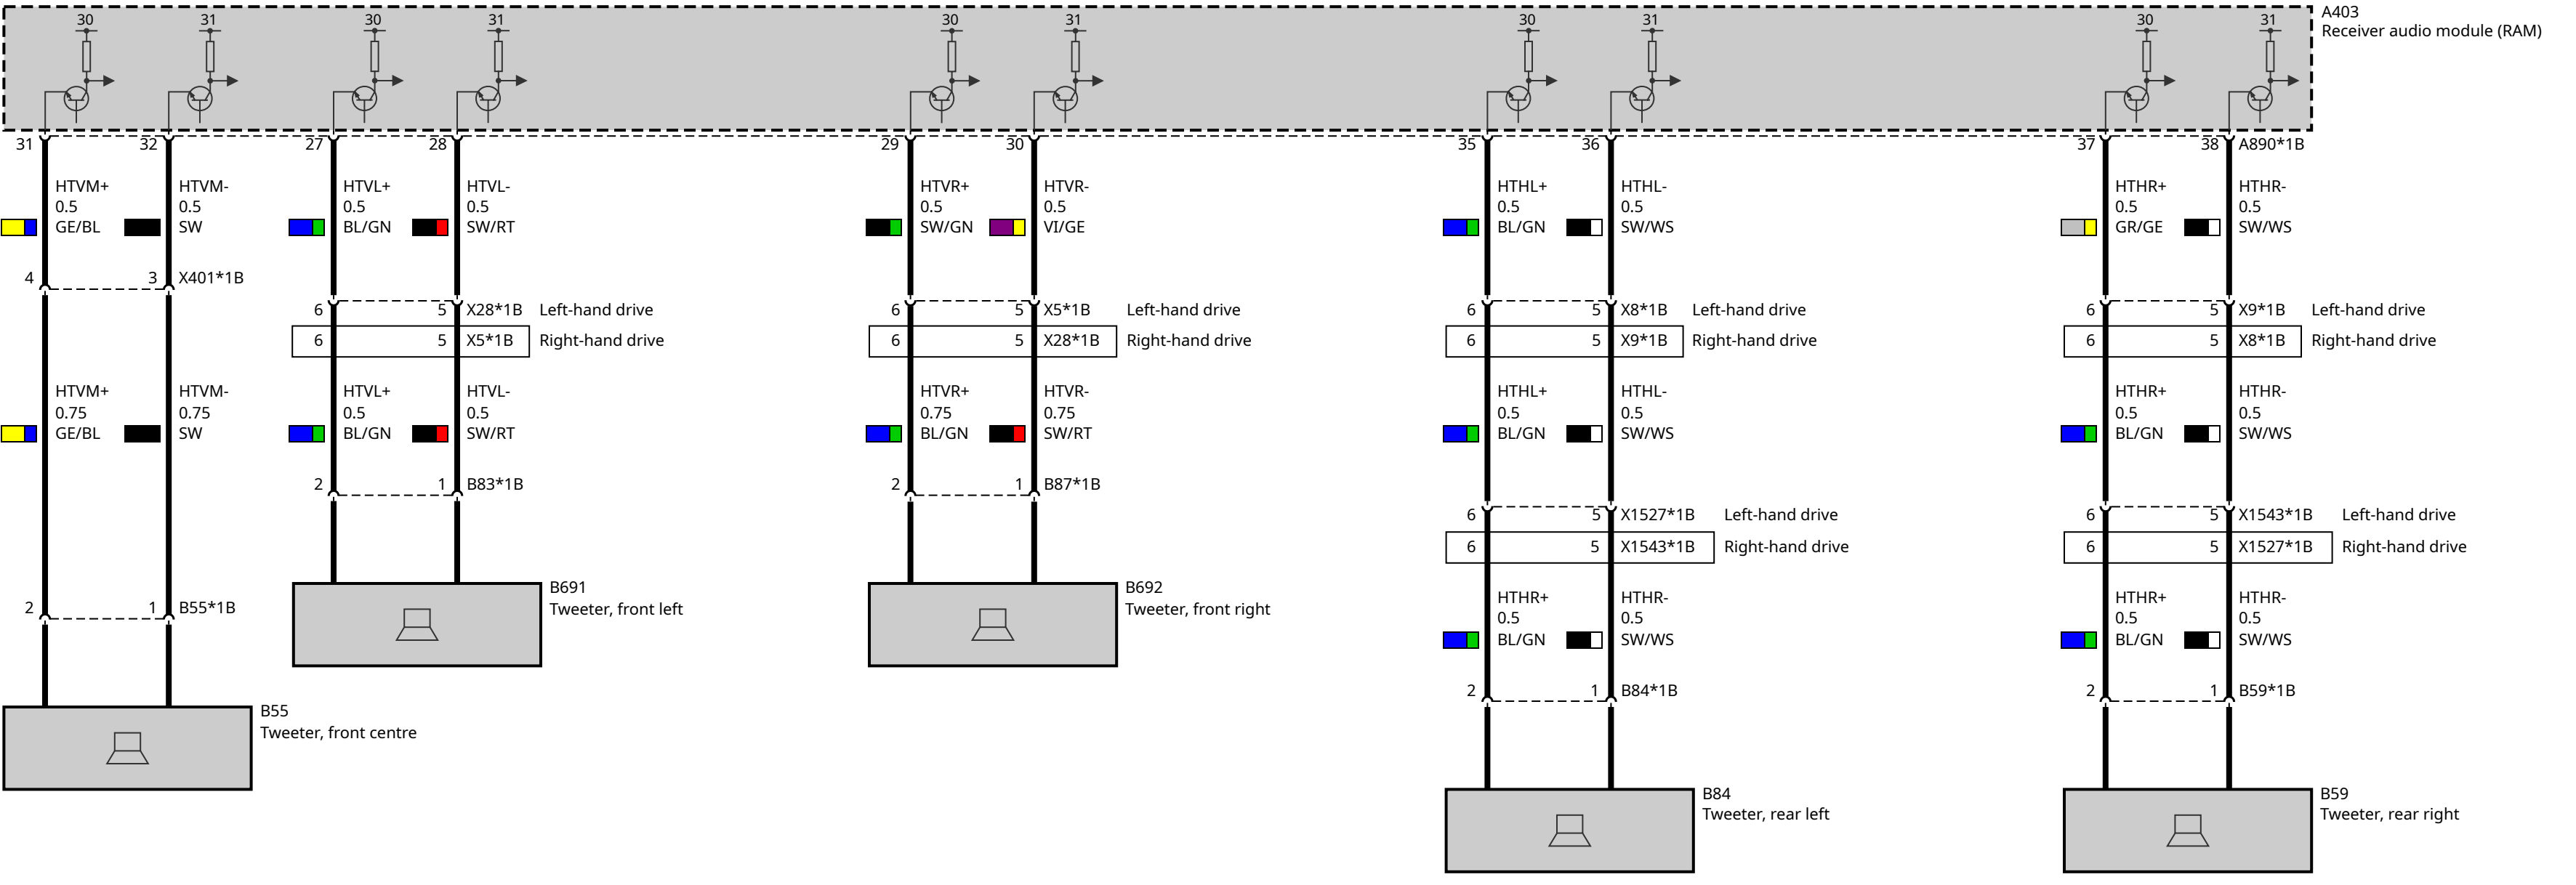 30 31 30 31 30 31 30 31 30 31
A403
Receiver audio module (RAM)
31 32 27 28 29 30 35 36 37 38 A890*1B
HTVM+ HTVM- HTVL+ HTVL- HTVR+ HTVR- HTHL+ HTHL- HTHR+ HTHR-
0.5 0.5 0.5 0.5 0.5 0.5 0.5 0.5 0.5 0.5
GE/BL SW BL/GN SW/RT SW/GN VI/GE BL/GN SW/WS GR/GE SW/WS
4 3 X401*1B
6 5 X28*1B Left-hand drive 6 5 X5*1B Left-hand drive 6 5 X8*1B Left-hand drive 6 5 X9*1B Left-hand drive
6 5 X5*1B Right-hand drive 6 5 X28*1B Right-hand drive 6 5 X9*1B Right-hand drive 6 5 X8*1B Right-hand drive
HTVM+ HTVM- HTVL+ HTVL- HTVR+ HTVR- HTHL+ HTHL- HTHR+ HTHR-
0.75 0.75 0.5 0.5 0.75 0.75 0.5 0.5 0.5 0.5
GE/BL SW BL/GN SW/RT BL/GN SW/RT BL/GN SW/WS BL/GN SW/WS
2 1 B83*1B 2 1 B87*1B
6 5 X1527*1B Left-hand drive 6 5 X1543*1B Left-hand drive
6 5 X1543*1B Right-hand drive 6 5 X1527*1B Right-hand drive
B691 B692
Tweeter, front left Tweeter, front right
HTHR+ HTHR- HTHR+ HTHR-
2 1 B55*1B
0.5 0.5 0.5 0.5
BL/GN SW/WS BL/GN SW/WS
2 1 B84*1B 2 1 B59*1B
B55
Tweeter, front centre
B84 B59
Tweeter, rear left Tweeter, rear right